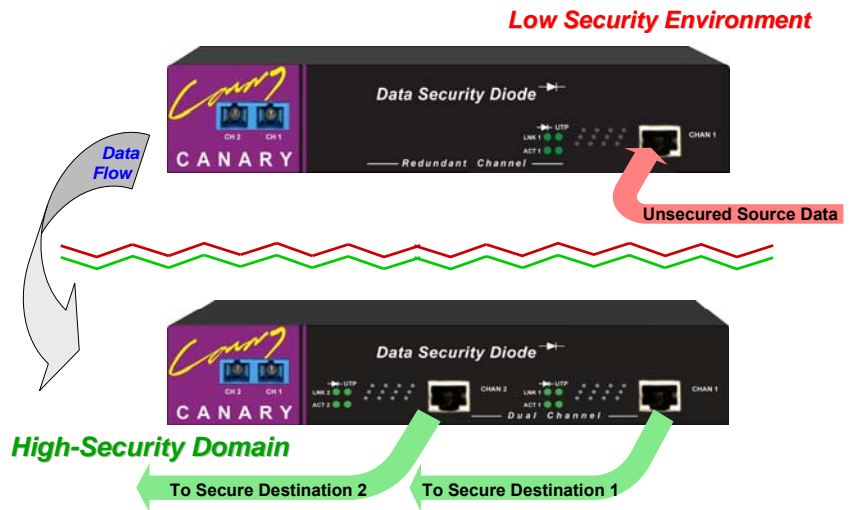 Low Security Environment
Canary
Data Security Diode
CH 2 CH 1
UTP
LNK 1
ACT 1
CHAN 1
CANARY
Redundant Channel
Data
Flow
Unsecured Source Data
Canary
Data Security Diode
CH 2 CH 1
UTP
LNK 2
ACT 2
CHAN 2
UTP
LNK 1
ACT 1
CHAN 1
CANARY
Dual Channel
High-Security Domain
To Secure Destination 2
To Secure Destination 1